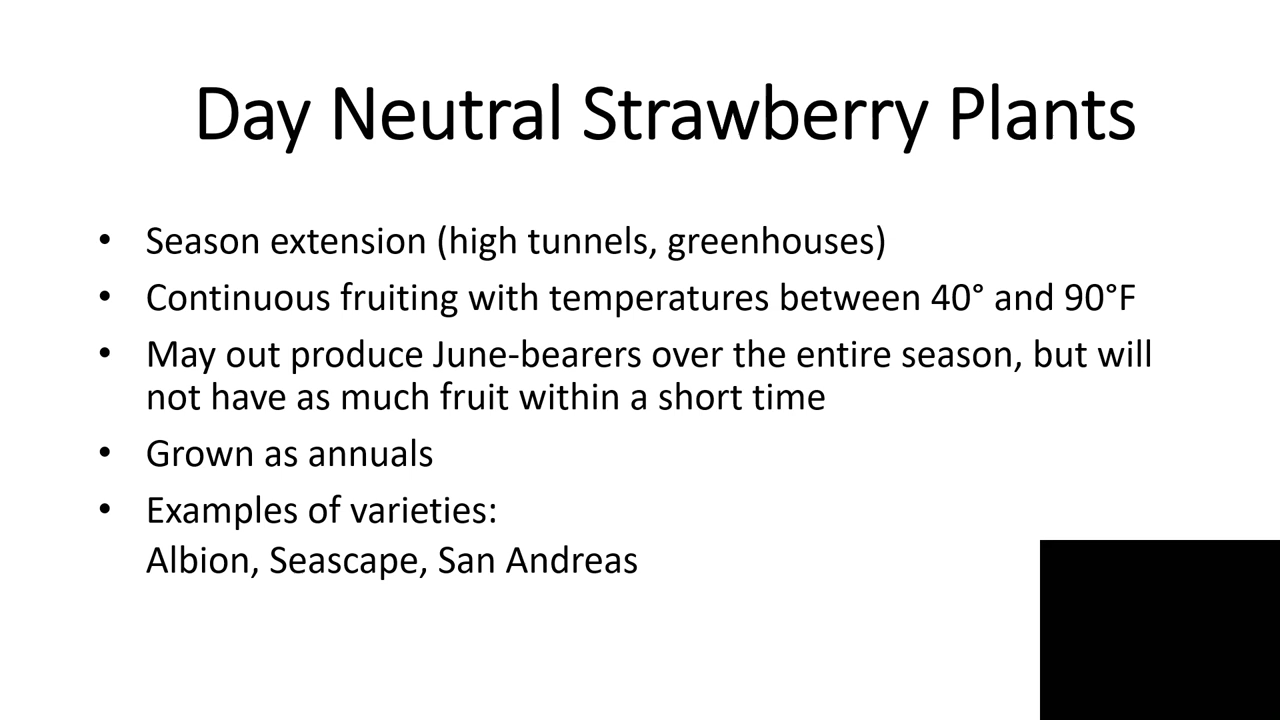 Day Neutral Strawberry Plants
• Season extension (high tunnels, greenhouses)
• Continuous fruiting with temperatures between 40° and 90°F
• May out produce June-bearers over the entire season, but will
not have as much fruit within a short time
• Grown as annuals
• Examples of varieties:
Albion, Seascape, San Andreas